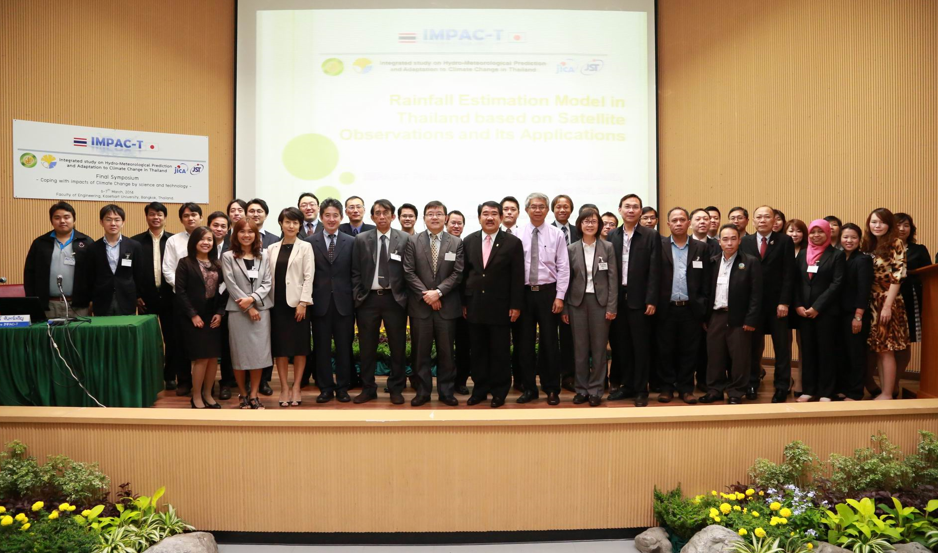 IMPAC-T
Integrated study on Hydro-Meteorological Prediction
and Adaptation to Climate Change in Thailand
JICA
JST
Rainfall Estimation Model in
Thailand based on Satellite
Observations and its Applications
IMPAC-T
Integrated study on Hydro-Meteorological Prediction
and Adaptation to Climate Change in Thailand
JICA
JST
Final Symposium
- Coping with Impacts of Climate Change by science and technology -
Faculty of Engineering, Kasetsart University, Bangkok, Thailand